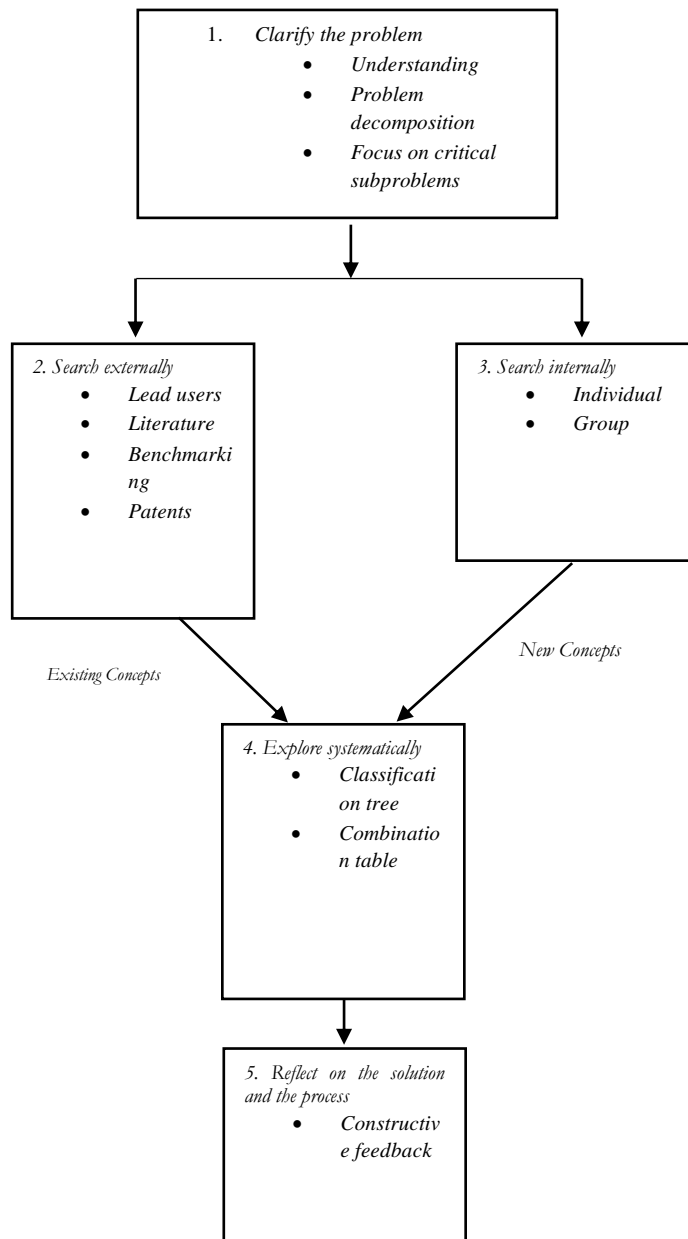 1. Clarify the problem
• Understanding
• Problem
decomposition
• Focus on critical
subproblems
2. Search externally
• Lead users
• Literature
• Benchmarki
ng
• Patents
3. Search internally
• Individual
• Group
Existing Concepts
New Concepts
4. Explore systematically
• Classificati
on tree
• Combinatio
n table
5. Reflect on the solution
and the process
• Constructiv
e feedback